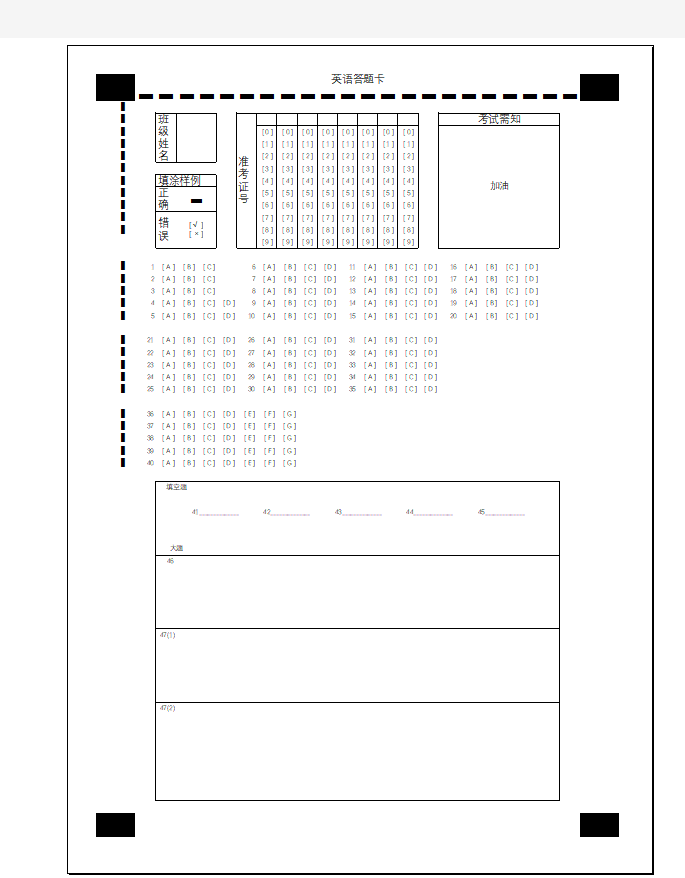 英语答题卡
班级
姓名
填涂样例
正确
错误
[√]
[×]
准考证号
[0] [0] [0] [0] [0] [0] [0] [0]
[1] [1] [1] [1] [1] [1] [1] [1]
[2] [2] [2] [2] [2] [2] [2] [2]
[3] [3] [3] [3] [3] [3] [3] [3]
[4] [4] [4] [4] [4] [4] [4] [4]
[5] [5] [5] [5] [5] [5] [5] [5]
[6] [6] [6] [6] [6] [6] [6] [6]
[7] [7] [7] [7] [7] [7] [7] [7]
[8] [8] [8] [8] [8] [8] [8] [8]
[9] [9] [9] [9] [9] [9] [9] [9]
考试需知
加油
1 [A] [B] [C] 6 [A] [B] [C] [D] 11 [A] [B] [C] [D] 16 [A] [B] [C] [D]
2 [A] [B] [C] 7 [A] [B] [C] [D] 12 [A] [B] [C] [D] 17 [A] [B] [C] [D]
3 [A] [B] [C] 8 [A] [B] [C] [D] 13 [A] [B] [C] [D] 18 [A] [B] [C] [D]
4 [A] [B] [C] [D] 9 [A] [B] [C] [D] 14 [A] [B] [C] [D] 19 [A] [B] [C] [D]
5 [A] [B] [C] [D] 10 [A] [B] [C] [D] 15 [A] [B] [C] [D] 20 [A] [B] [C] [D]
21 [A] [B] [C] [D] 26 [A] [B] [C] [D] 31 [A] [B] [C] [D]
22 [A] [B] [C] [D] 27 [A] [B] [C] [D] 32 [A] [B] [C] [D]
23 [A] [B] [C] [D] 28 [A] [B] [C] [D] 33 [A] [B] [C] [D]
24 [A] [B] [C] [D] 29 [A] [B] [C] [D] 34 [A] [B] [C] [D]
25 [A] [B] [C] [D] 30 [A] [B] [C] [D] 35 [A] [B] [C] [D]
36 [A] [B] [C] [D] [E] [F] [G]
37 [A] [B] [C] [D] [E] [F] [G]
38 [A] [B] [C] [D] [E] [F] [G]
39 [A] [B] [C] [D] [E] [F] [G]
40 [A] [B] [C] [D] [E] [F] [G]
填空题
41________ 42________ 43________ 44________ 45________
大题
46
47(1)
47(2)